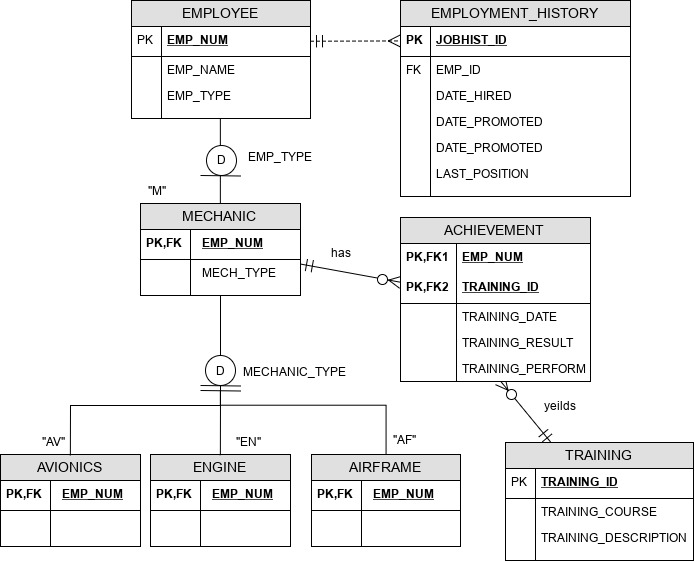 EMPLOYEE
PK EMP_NUM
EMP_NAME
EMP_TYPE
EMPLOYMENT_HISTORY
PK JOBHIST_ID
FK EMP_ID
DATE_HIRED
DATE_PROMOTED
DATE_PROMOTED
LAST_POSITION
D EMP_TYPE
"M"
MECHANIC
PK,FK EMP_NUM
MECH_TYPE
has
ACHIEVEMENT
PK,FK1 EMP_NUM
PK,FK2 TRAINING_ID
TRAINING_DATE
TRAINING_RESULT
TRAINING_PERFORM
D MECHANIC_TYPE
yeilds
"AV" "EN" "AF"
AVIONICS
PK,FK EMP_NUM
ENGINE
PK,FK EMP_NUM
AIRFRAME
PK,FK EMP_NUM
TRAINING
PK TRAINING_ID
TRAINING_COURSE
TRAINING_DESCRIPTION